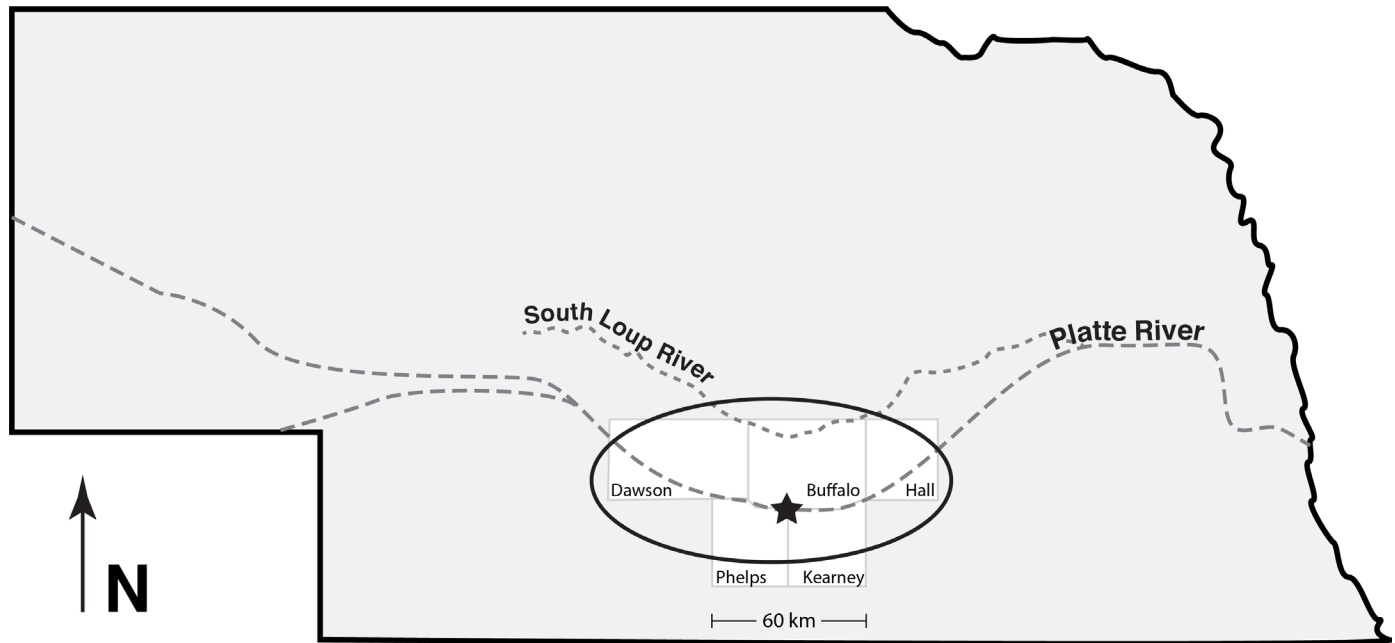 South Loup River
Platte River
Dawson
Buffalo
Hall
Phelps
Kearney
N
60 km